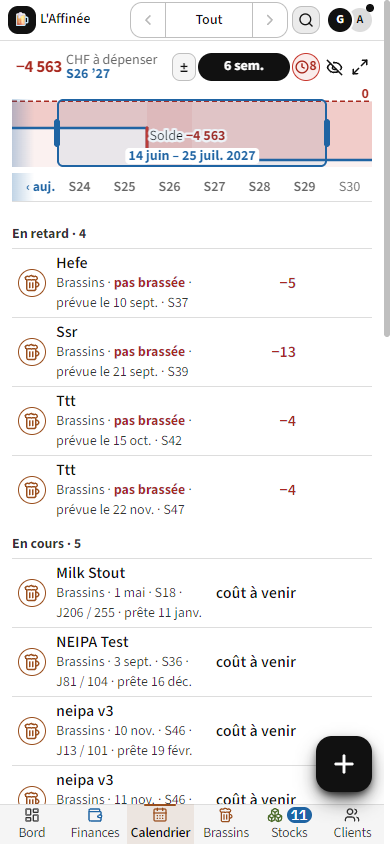 L'Affinée
Tout
G
A
−4 563 CHF à dépenser
S26 '27
±
6 sem.
8
0
Solde −4 563
14 juin – 25 juil. 2027
‹ auj. S24 S25 S26 S27 S28 S29 S30
En retard · 4
Hefe
Brassins · pas brassée ·
prévue le 10 sept. · S37
−5
Ssr
Brassins · pas brassée ·
prévue le 21 sept. · S39
−13
Ttt
Brassins · pas brassée ·
prévue le 15 oct. · S42
−4
Ttt
Brassins · pas brassée ·
prévue le 22 nov. · S47
−4
En cours · 5
Milk Stout
Brassins · 1 mai · S18 ·
J206 / 255 · prête 11 janv.
coût à venir
NEIPA Test
Brassins · 3 sept. · S36 ·
J81 / 104 · prête 16 déc.
coût à venir
neipa v3
Brassins · 10 nov. · S46 ·
J13 / 101 · prête 19 févr.
coût à venir
neipa v3
Brassins · 11 nov. · S46 ·
coût à venir
Bord
Finances
Calendrier
Brassins
Stocks
11
Clients